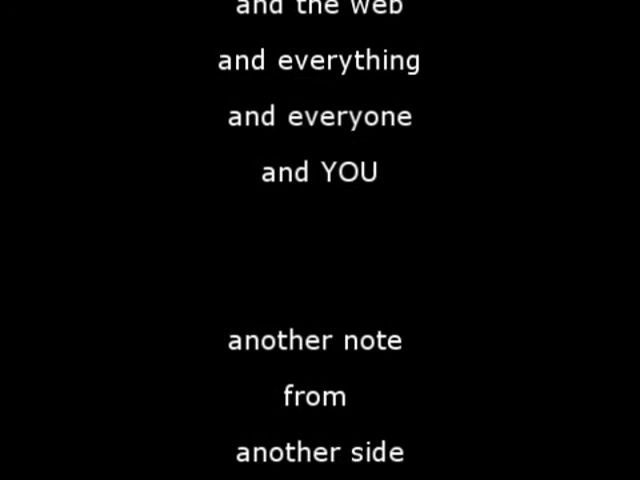 and the web
and everything
and everyone
and YOU
another note
from
another side